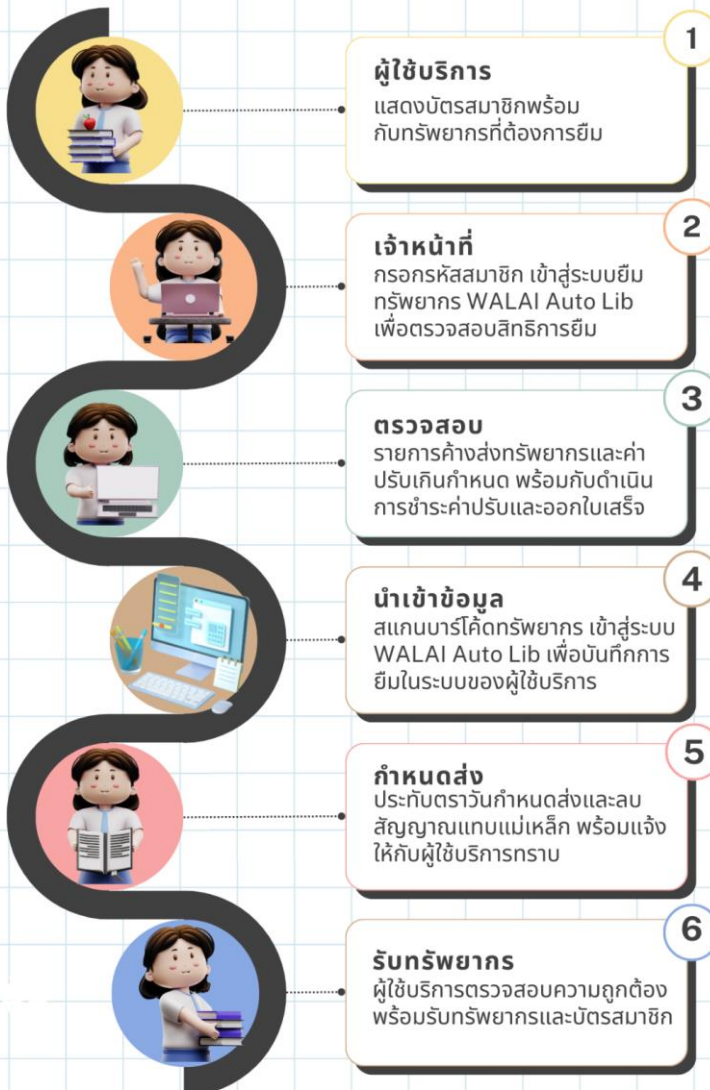 1
ผู้ใช้บริการ
แสดงบัตรสมาชิกพร้อม
กับทรัพยากรที่ต้องการยืม
2
เจ้าหน้าที่
กรอกรหัสสมาชิก เข้าสู่ระบบยืม
ทรัพยากร WALAI Auto Lib
เพื่อตรวจสอบสิทธิการยืม
3
ตรวจสอบ
รายการค้างส่งทรัพยากรและค่า
ปรับเกินกำหนด พร้อมกับดำเนิน
การชำระค่าปรับและออกใบเสร็จ
4
นำเข้าข้อมูล
สแกนบาร์โค้ดทรัพยากร เข้าสู่ระบบ
WALAI Auto Lib เพื่อบันทึกการ
ยืมในระบบของผู้ใช้บริการ
5
กำหนดส่ง
ประทับตราวันกำหนดส่งและลบ
สัญญาณแทบแม่เหล็ก พร้อมแจ้ง
ให้กับผู้ใช้บริการทราบ
6
รับทรัพยากร
ผู้ใช้บริการตรวจสอบความถูกต้อง
พร้อมรับทรัพยากรและบัตรสมาชิก